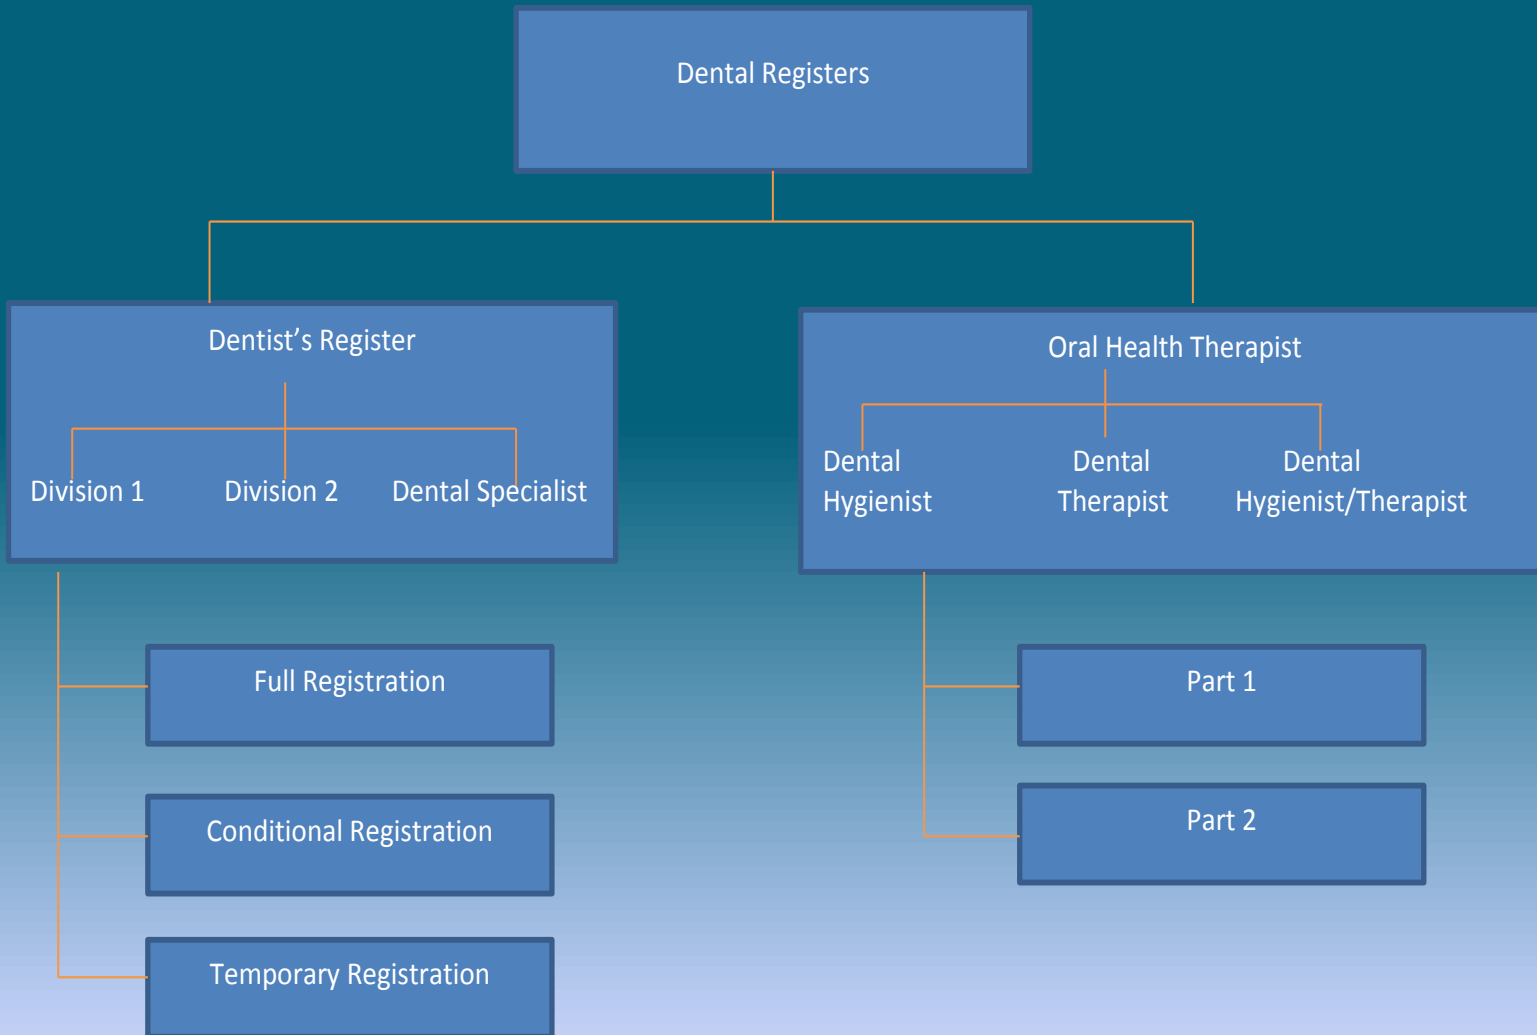 Dental Registers
Dentist’s Register
Division 1
Division 2
Dental Specialist
Oral Health Therapist
Dental
Hygienist
Dental
Therapist
Dental
Hygienist/Therapist
Full Registration
Conditional Registration
Temporary Registration
Part 1
Part 2